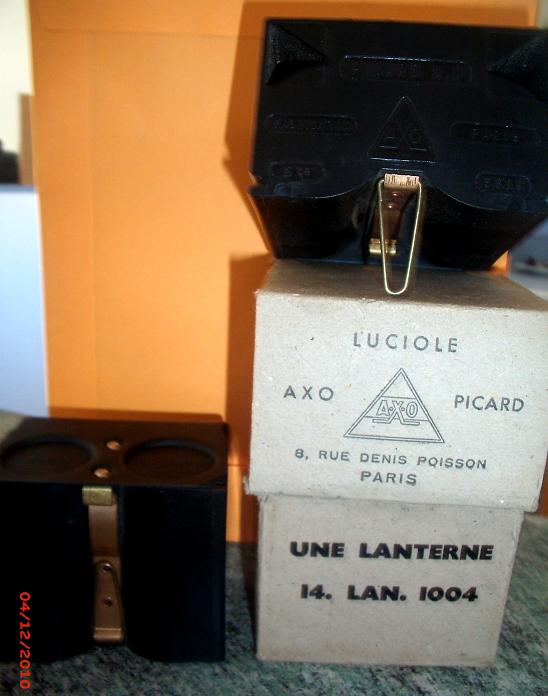 AXO
LUCIOLE
AXO
A.X.O
PICARD
8, RUE DENIS POISSON
PARIS
UNE LANTERNE
14. LAN. 1004
04/12/2010